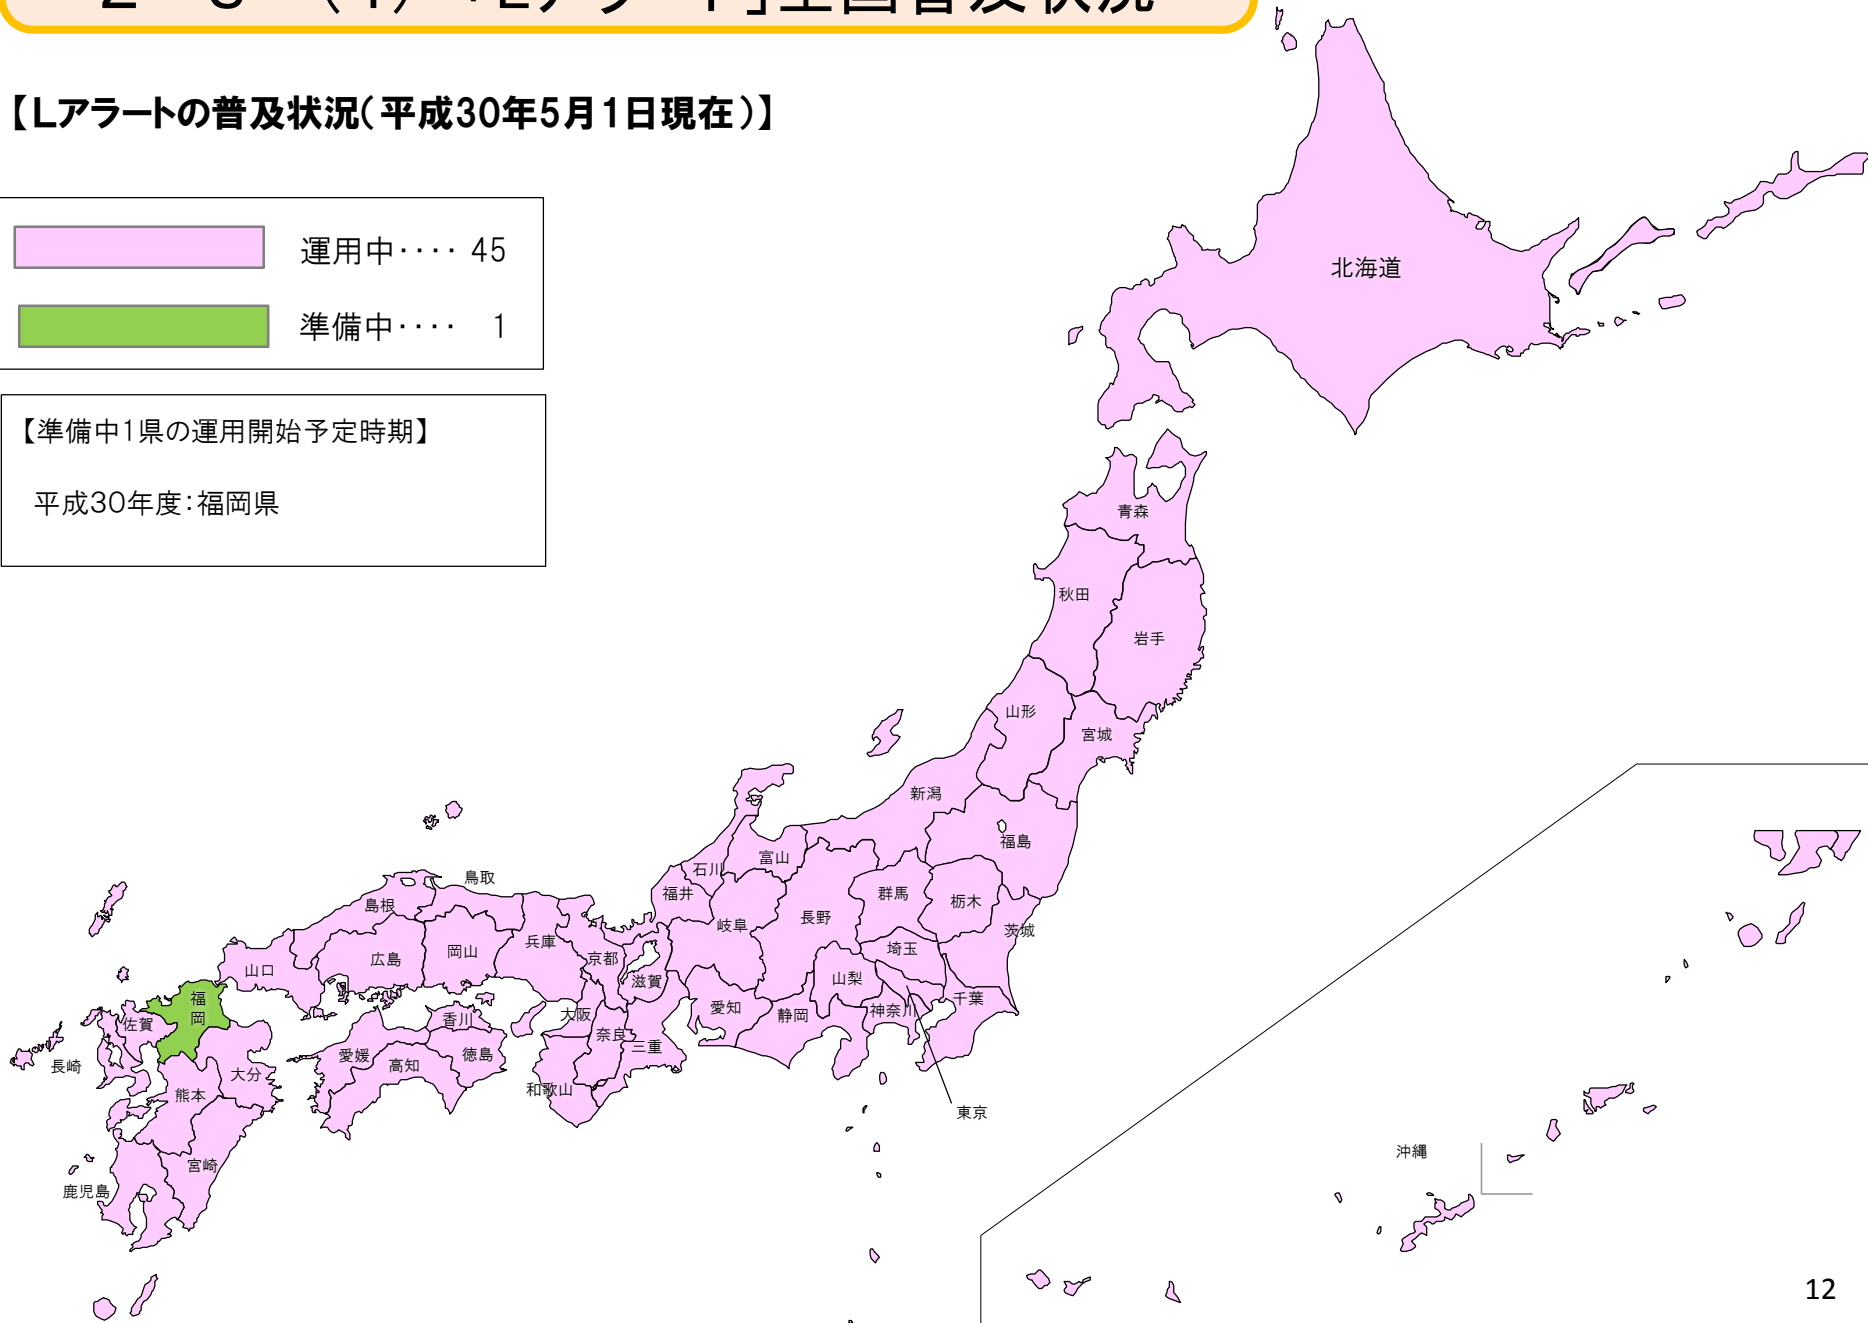 【Lアラートの普及状況（平成30年5月1日現在）】
運用中‥‥ 45
準備中‥‥ 1
【準備中1県の運用開始予定時期】
平成30年度：福岡県
北海道
青森
秋田
岩手
山形
宮城
新潟
福島
石川
富山
福井
岐阜
長野
群馬
栃木
茨城
埼玉
山梨
千葉
神奈川
東京
静岡
愛知
鳥取
島根
岡山
広島
山口
兵庫
京都
滋賀
大阪
奈良
三重
和歌山
香川
徳島
愛媛
高知
福岡
佐賀
長崎
大分
熊本
宮崎
鹿児島
沖縄
12